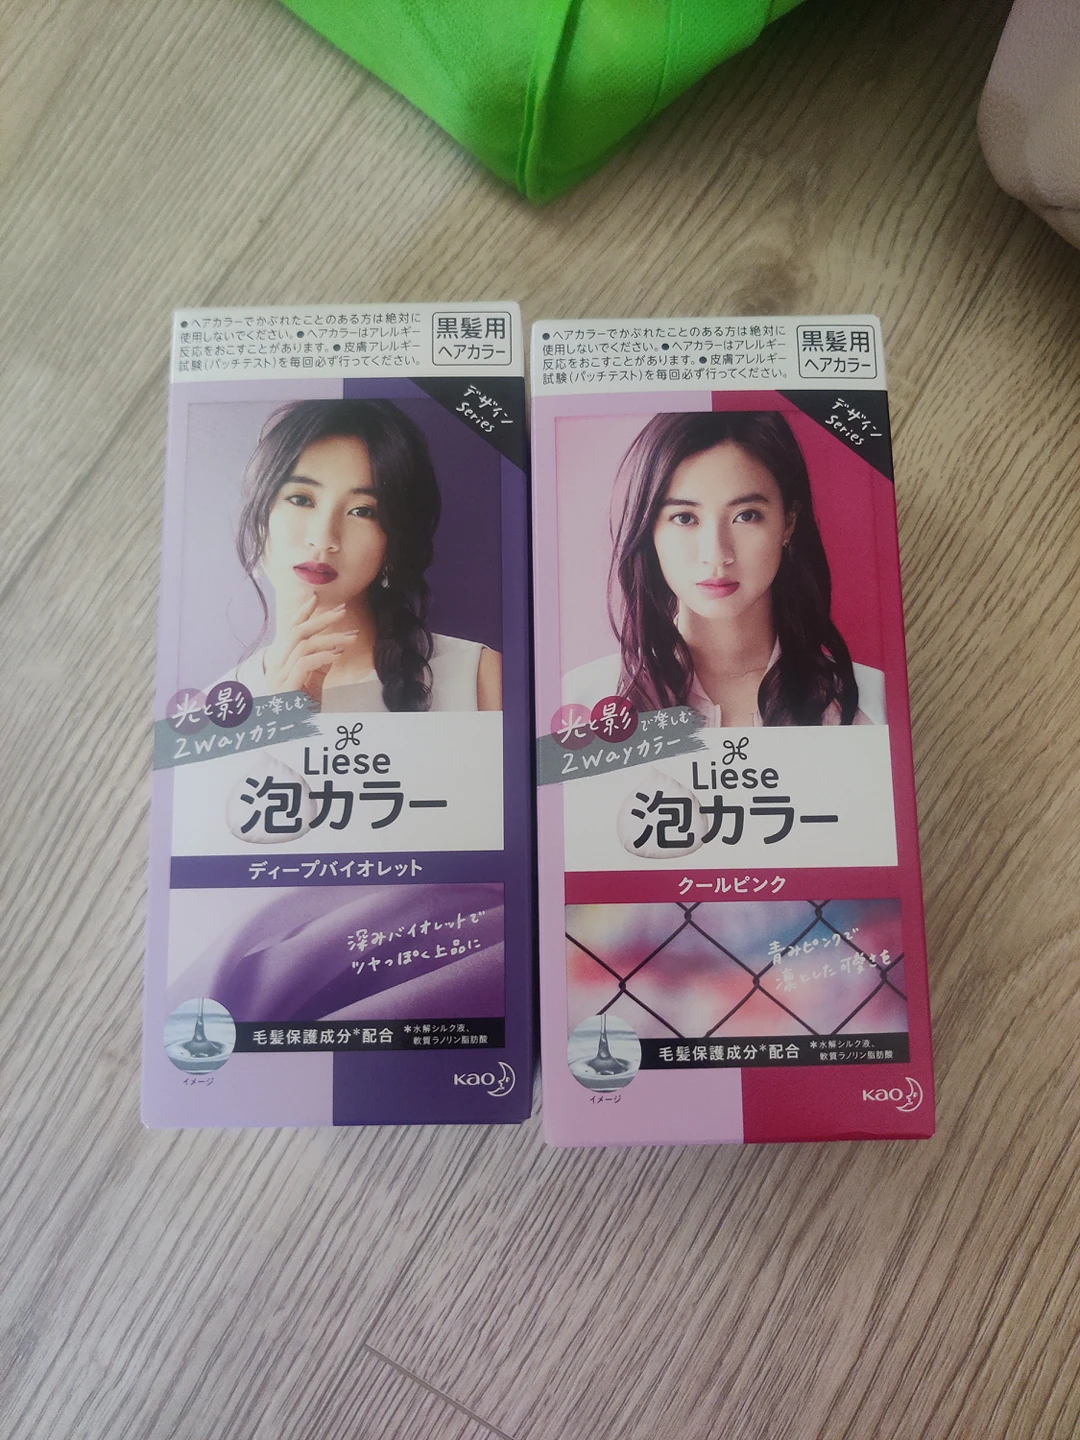 ●ヘアカラーでかぶれたことのある方は絶対に
使用しないでください。●ヘアカラーはアレルギー
反応をおこすことがあります。●皮膚アレルギー
試験(パッチテスト)を毎回必ず行ってください。
黒髪用
ヘアカラー
デザイン
Series
光と影で楽しむ
2wayカラー
Liese
泡カラー
ディープバイオレット
深みバイオレットで
ツヤっぽく上品に
毛髪保護成分*配合
*水解シルク液、
軟質ラノリン脂肪酸
イメージ
Kao
●ヘアカラーでかぶれたことのある方は絶対に
使用しないでください。●ヘアカラーはアレルギー
反応をおこすことがあります。●皮膚アレルギー
試験(パッチテスト)を毎回必ず行ってください。
黒髪用
ヘアカラー
デザイン
Series
光と影で楽しむ
2wayカラー
Liese
泡カラー
クールピンク
青みピンクで
凛とした可愛さを
毛髪保護成分*配合
*水解シルク液、
軟質ラノリン脂肪酸
イメージ
Kao